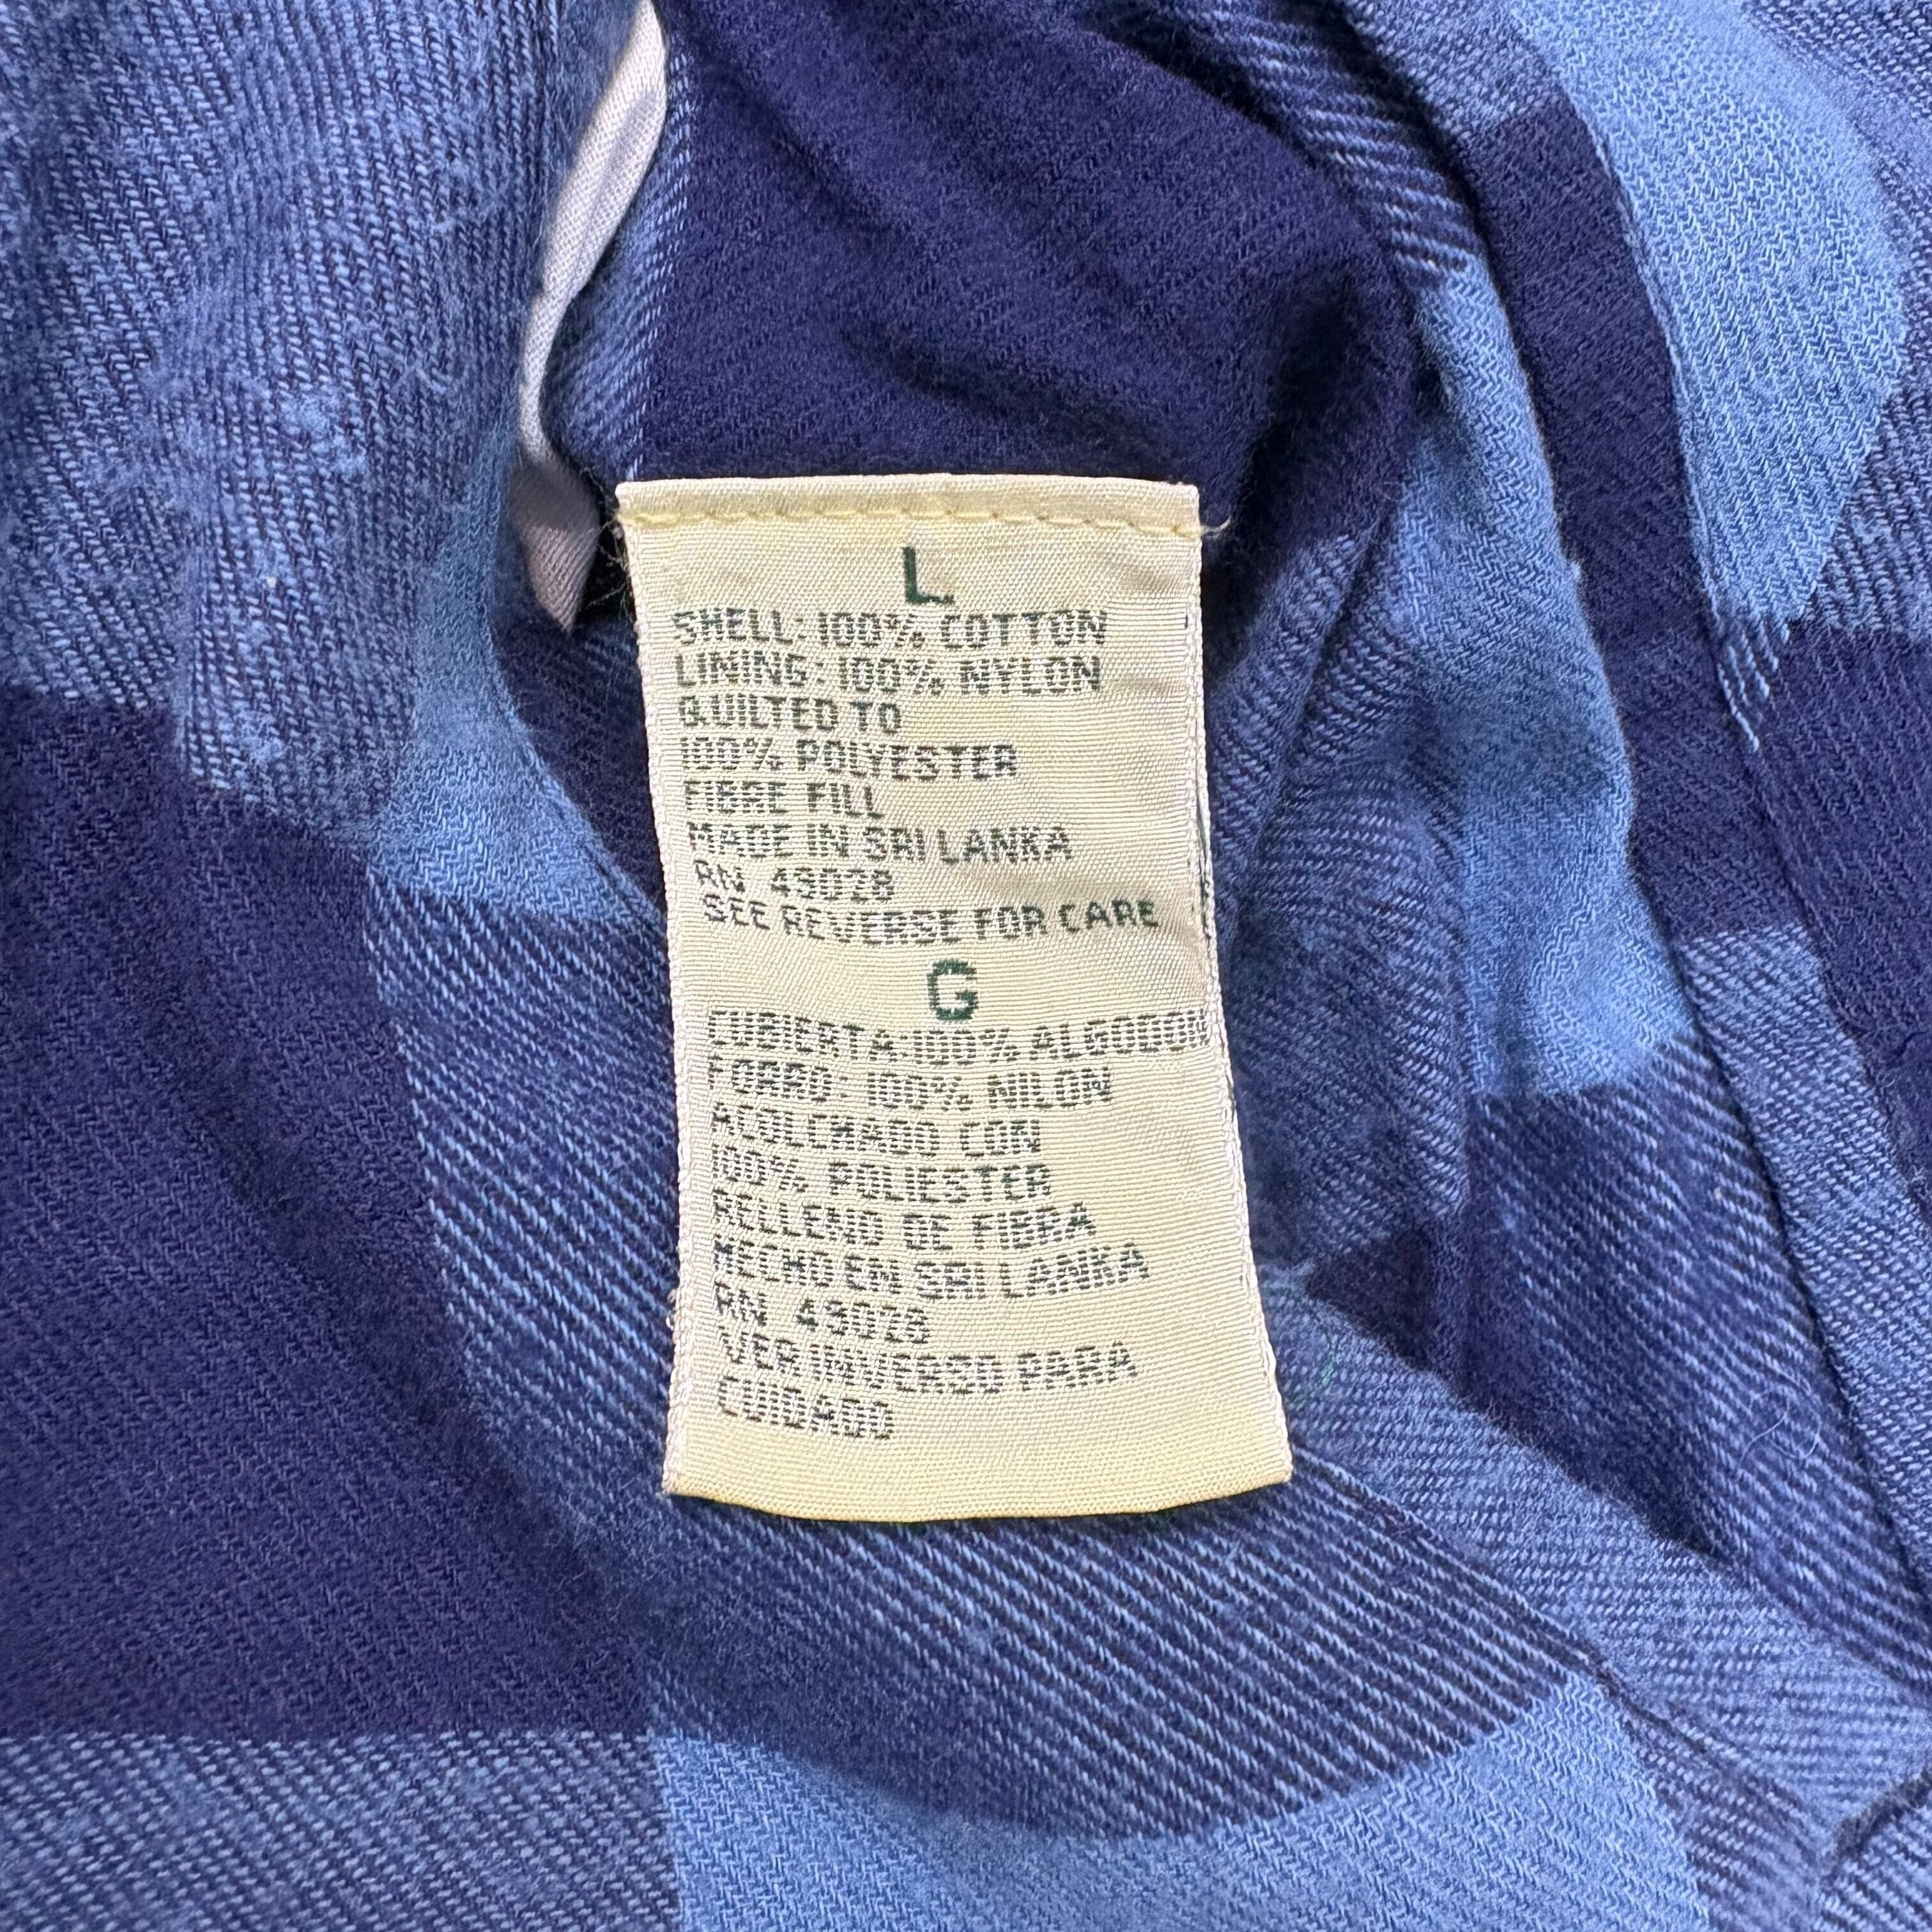 L
SHELL: 100% COTTON
LINING: 100% NYLON
QUILTED TO
100% POLYESTER
FIBRE FILL
MADE IN SRI LANKA
RN 49028
SEE REVERSE FOR CARE
G
CUBIERTA: 100% ALGODON
FORRO: 100% NILON
ACOLCHADO CON
100% POLIESTER
RELLENO DE FIBRA
HECHO EN SRI LANKA
RN 49028
VER INVERSO PARA
CUIDADO